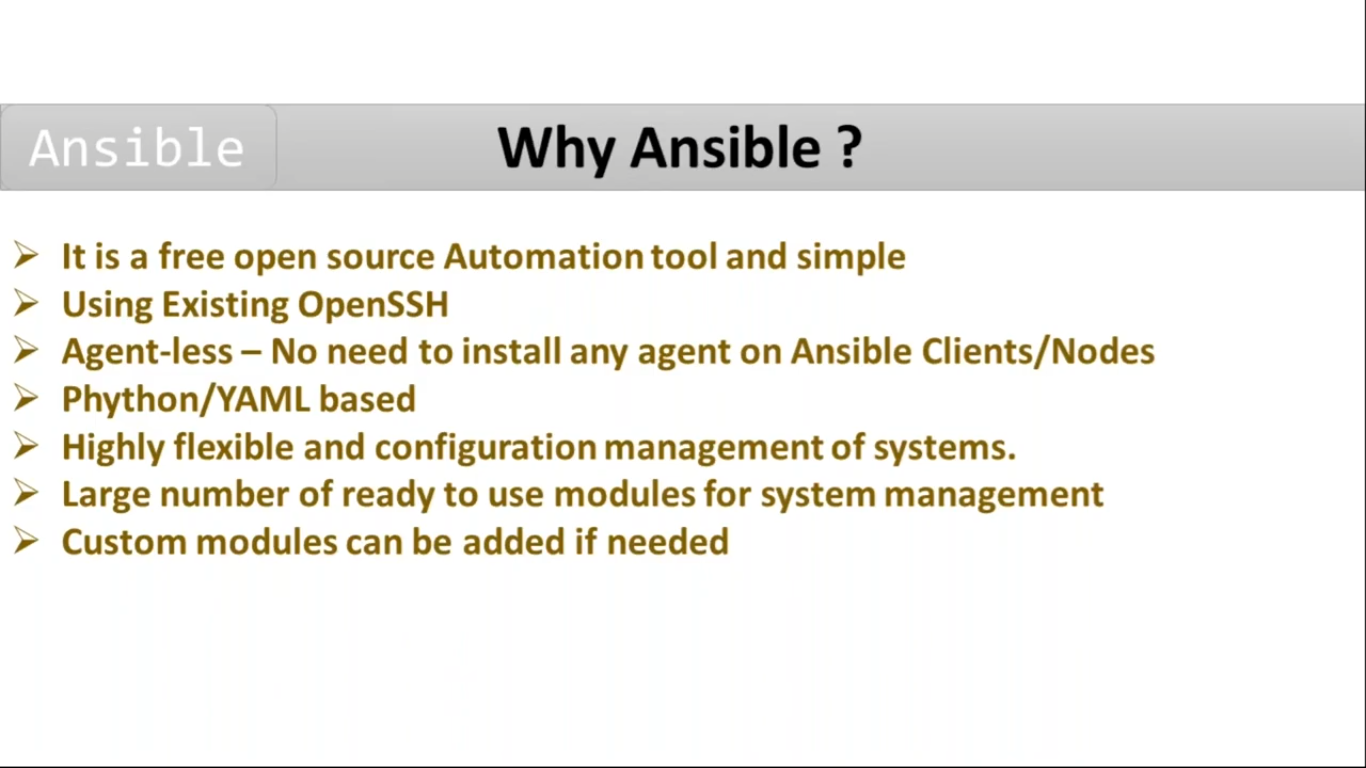 Ansible
Why Ansible ?
It is a free open source Automation tool and simple
Using Existing OpenSSH
Agent-less – No need to install any agent on Ansible Clients/Nodes
Phython/YAML based
Highly flexible and configuration management of systems.
Large number of ready to use modules for system management
Custom modules can be added if needed